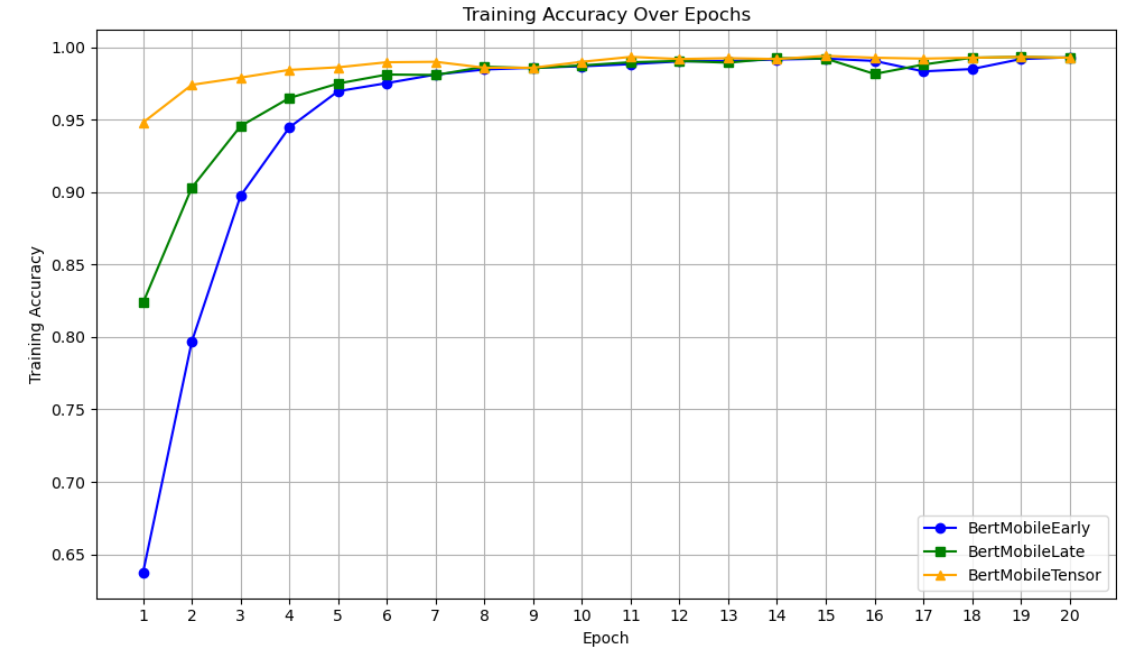 Training Accuracy Over Epochs
Training Accuracy
1.00
0.95
0.90
0.85
0.80
0.75
0.70
0.65
BertMobileEarly
BertMobileLate
BertMobileTensor
1 2 3 4 5 6 7 8 9 10 11 12 13 14 15 16 17 18 19 20
Epoch